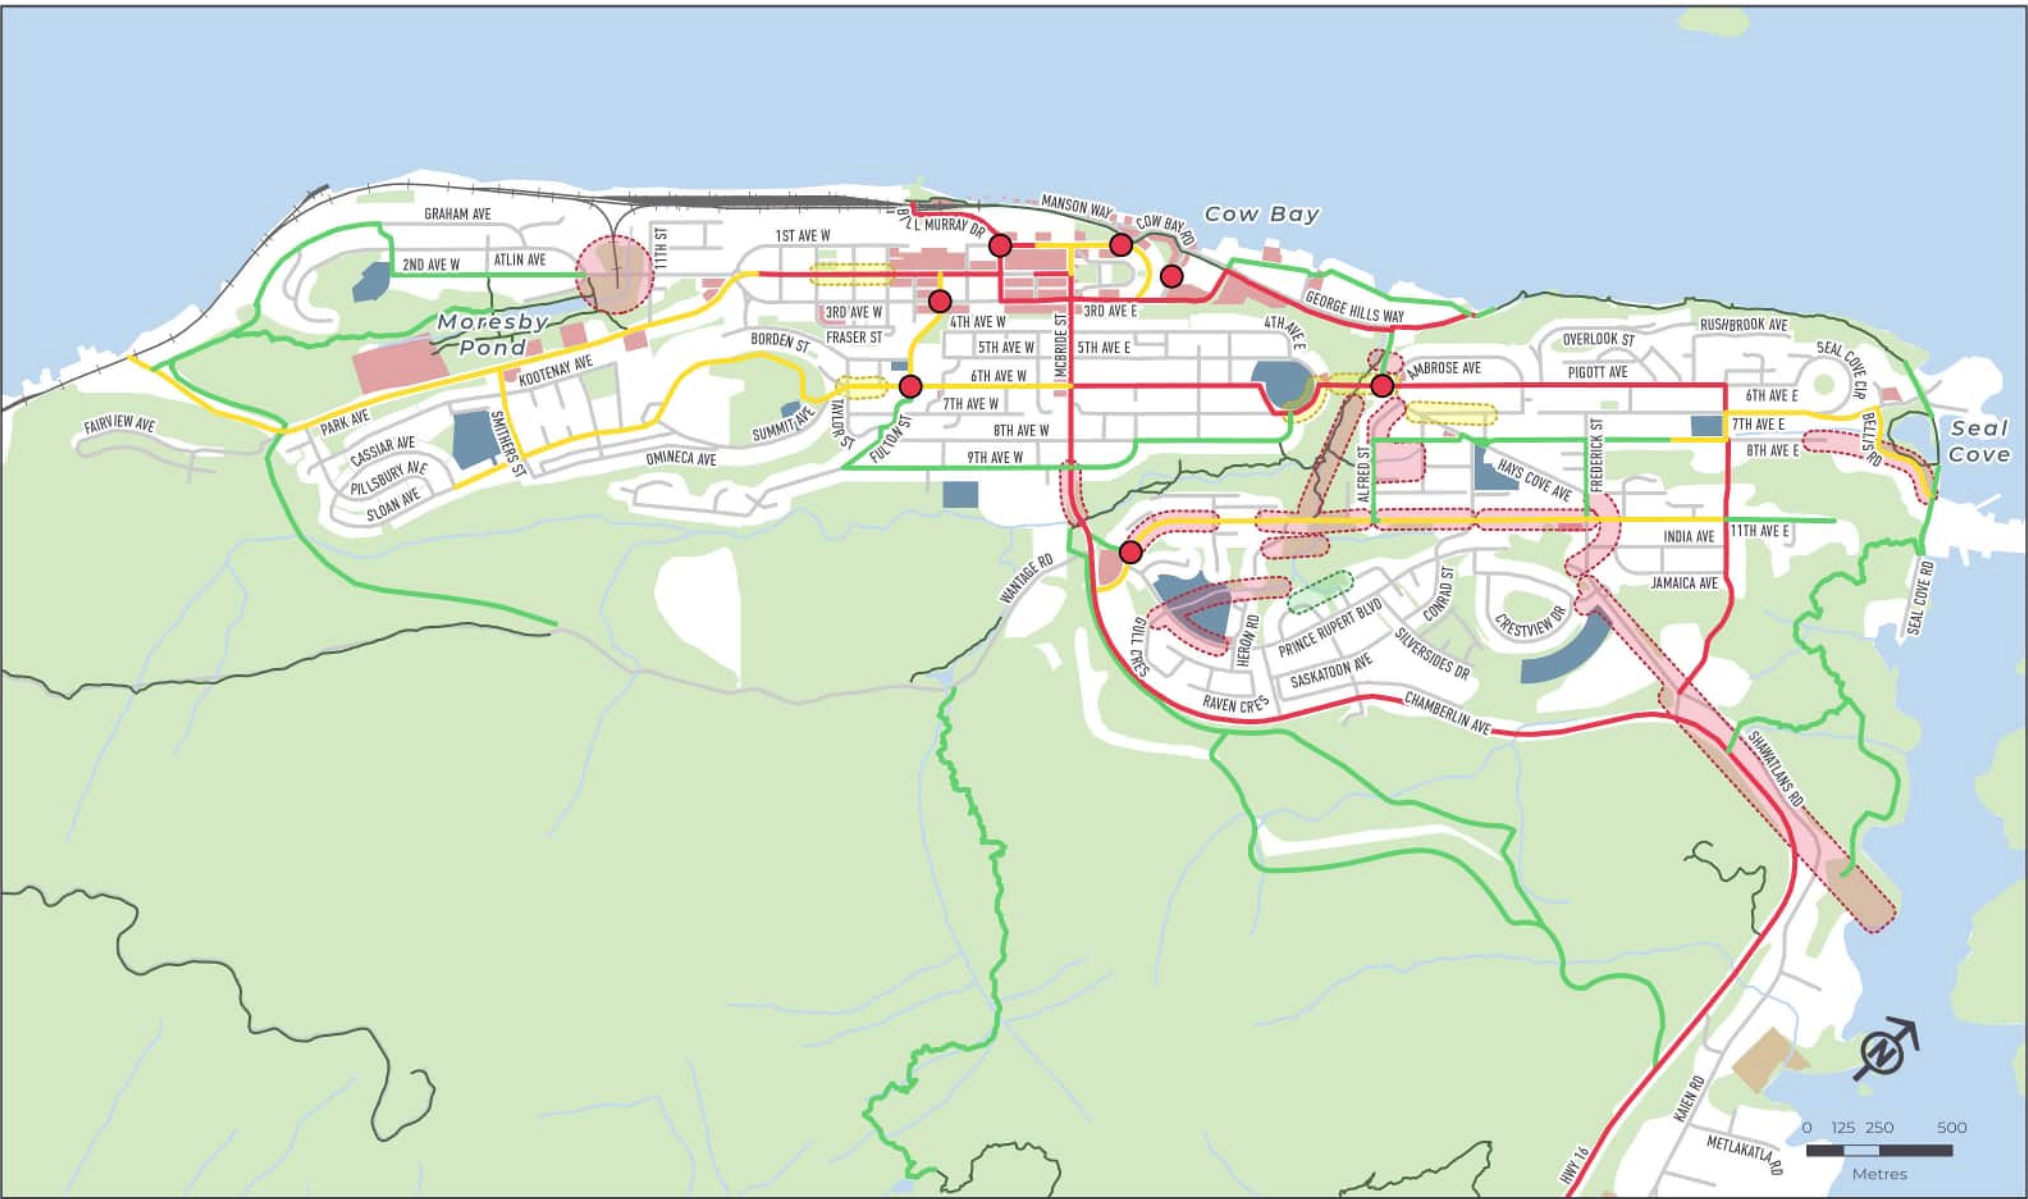 GRAHAM AVE
2ND AVE W
ATLIN AVE
11TH ST
1ST AVE W
L MURRAY DR
MANSON WAY
COW BAY RD
Cow Bay
Moresby
Pond
3RD AVE W
FRASER ST
BORDEN ST
4TH AVE W
5TH AVE W
6TH AVE W
7TH AVE W
8TH AVE W
9TH AVE W
MCBRIDE ST
3RD AVE E
5TH AVE E
4TH AVE E
GEORGE HILLS WAY
AMBROSE AVE
OVERLOOK ST
PIGOTT AVE
RUSHBROOK AVE
SEAL COVE CIR
6TH AVE E
7TH AVE E
8TH AVE E
BELLIS RD
Seal
Cove
FAIRVIEW AVE
PARK AVE
KOOTENAY AVE
CASSIAR AVE
PILLSBURY AVE
SLOAN AVE
SMITHERS ST
OMINECA AVE
SUMMIT AVE
TAYLOR ST
FULTON ST
ALFRED ST
HAYS COVE AVE
FREDERICK ST
11TH AVE E
INDIA AVE
JAMAICA AVE
SEAL COVE RD
WANTAGE RD
GULL CRES
HERON RD
PRINCE RUPERT BLVD
CONRAD ST
CRESTVIEW DR
SILVERSIDES DR
SASKATOON AVE
RAVEN CRES
CHAMBERLIN AVE
SHAWATLANS RD
N
KAIEN RD
METLAKATLA RD
HWY 16
0 125 250 500
Metres